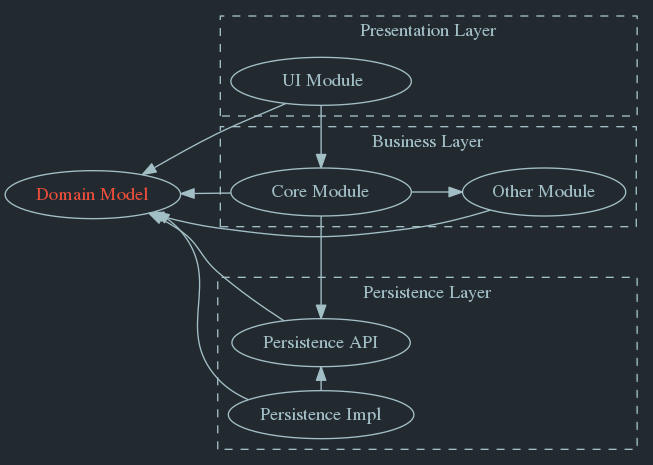 Presentation Layer
UI Module
Business Layer
Domain Model
Core Module
Other Module
Persistence Layer
Persistence API
Persistence Impl